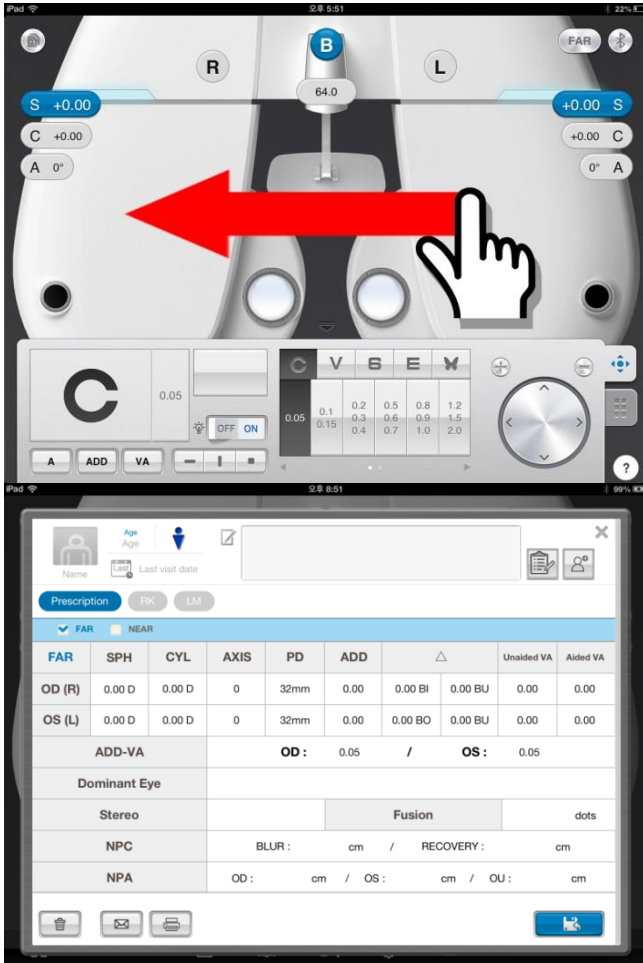 iPad 오후 5:51 22%
B
R L
FAR
64.0
S +0.00 +0.00 S
C +0.00 +0.00 C
A 0° 0° A
C V 6 E
0.05
0.05 0.1 0.2 0.5 0.8 1.2
0.15 0.3 0.6 0.9 1.5
0.4 0.7 1.0 2.0
OFF ON
A ADD VA
?
iPad 오후 8:51 99%
Age
Age
Name Last Last visit date
Prescription RK LM
FAR NEAR
FAR SPH CYL AXIS PD ADD △ Unaided VA Aided VA
OD (R) 0.00 D 0.00 D 0 32mm 0.00 0.00 BI 0.00 BU 0.00 0.00
OS (L) 0.00 D 0.00 D 0 32mm 0.00 0.00 BO 0.00 BU 0.00 0.00
ADD-VA OD : 0.05 / OS : 0.05
Dominant Eye
Stereo Fusion dots
NPC BLUR : cm / RECOVERY : cm
NPA OD : cm / OS : cm / OU : cm